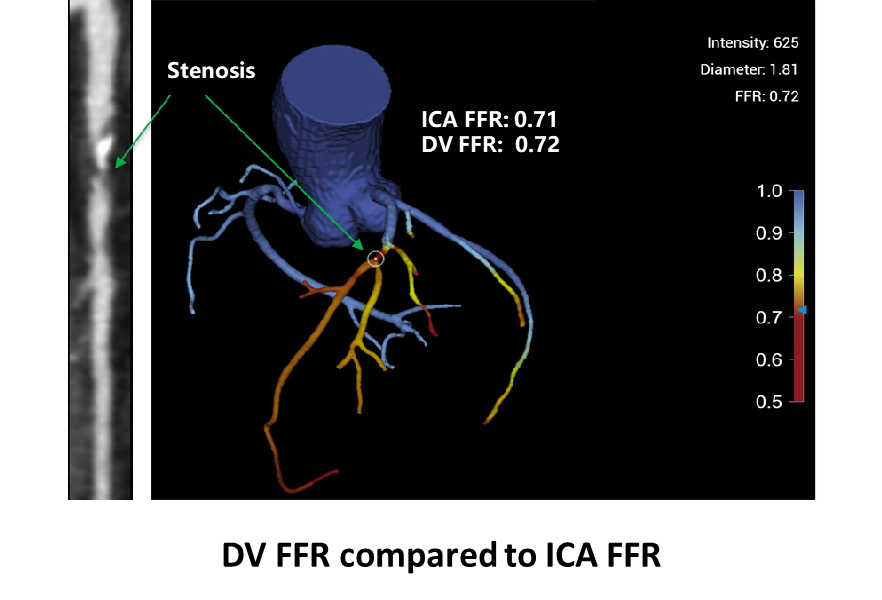 Stenosis
ICA FFR: 0.71
DV FFR: 0.72
Intensity: 625
Diameter: 1.81
FFR: 0.72
1.0
0.9
0.8
0.7
0.6
0.5
DV FFR compared to ICA FFR